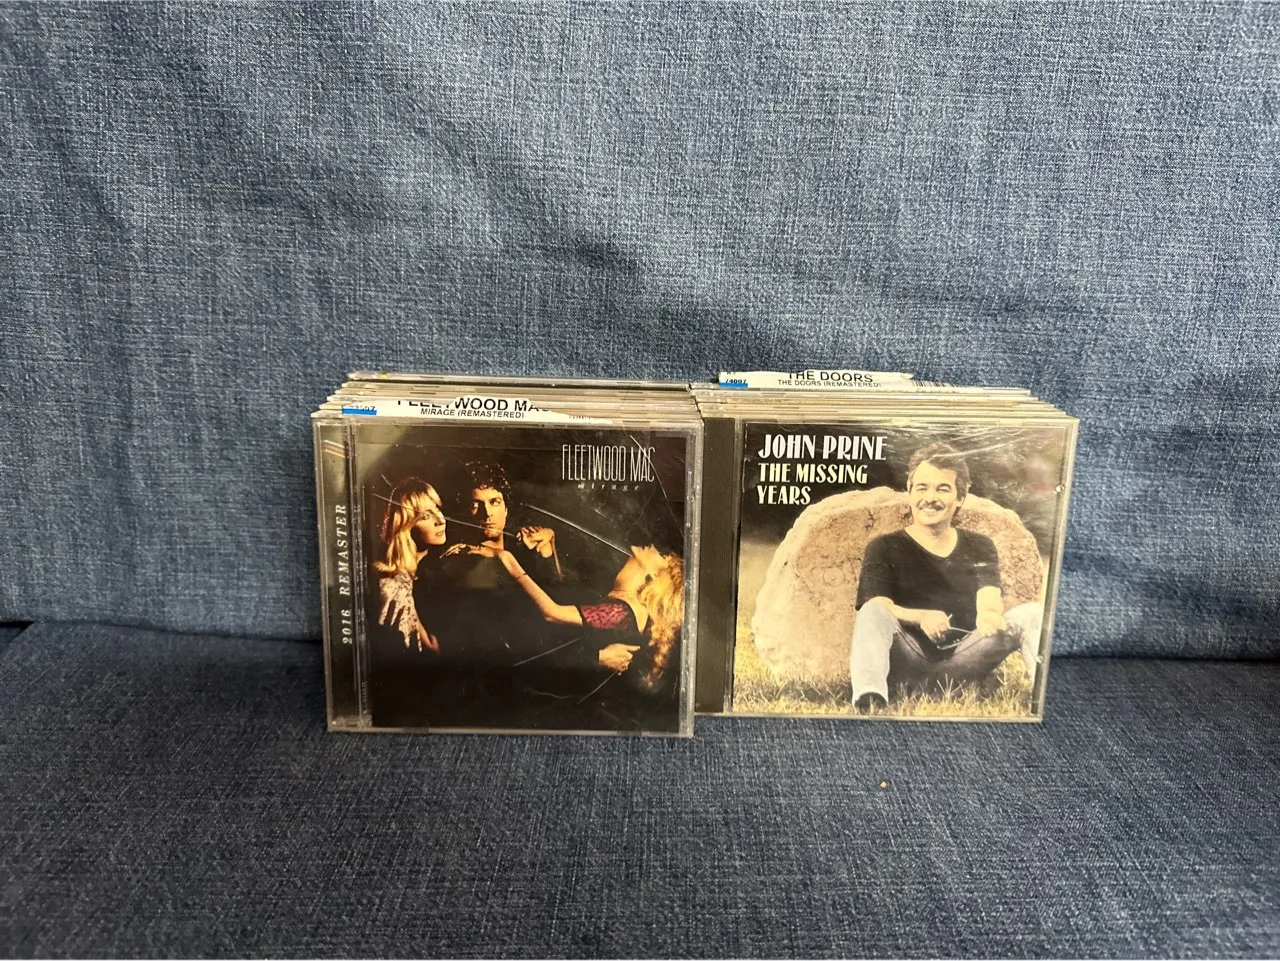 THE DOORS
THE DOORS (REMASTERED)
FLEETWOOD MAC
MIRAGE (REMASTERED)
2016 REMASTER
FLEETWOOD MAC
mirage
JOHN PRINE
THE MISSING
YEARS